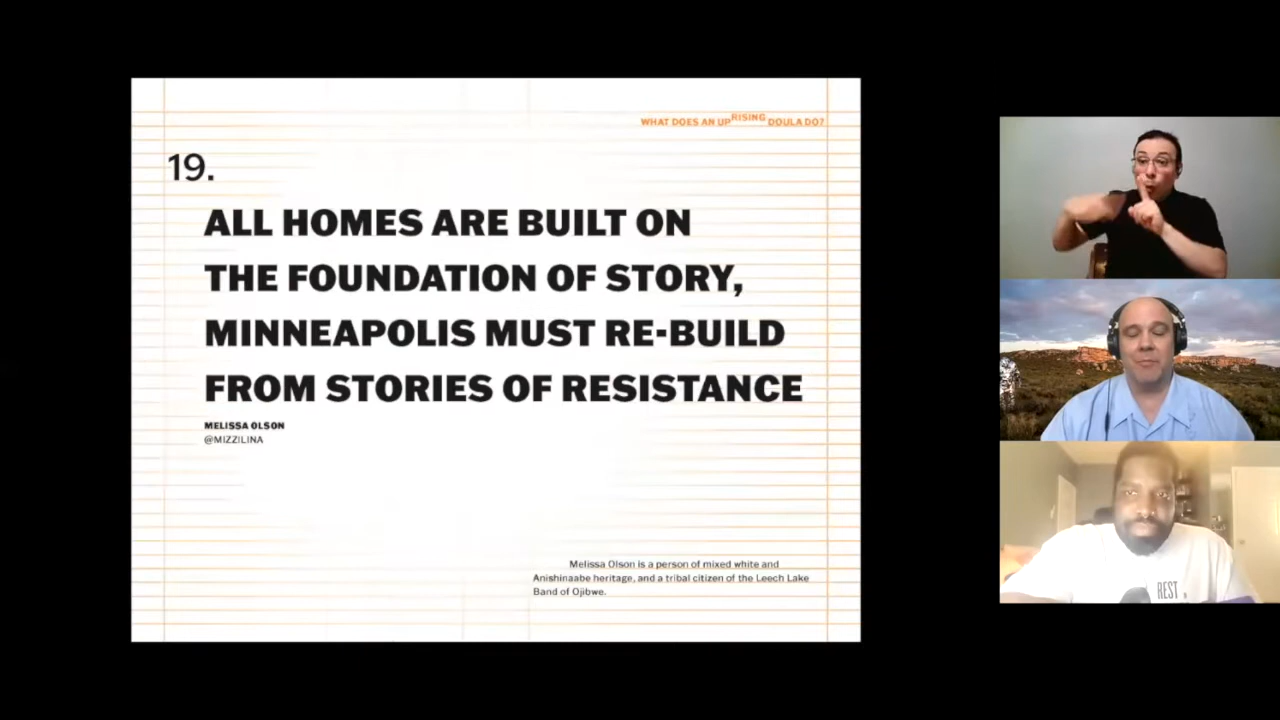 WHAT DOES AN UPRISING DOULA DO?
19.
ALL HOMES ARE BUILT ON
THE FOUNDATION OF STORY,
MINNEAPOLIS MUST RE-BUILD
FROM STORIES OF RESISTANCE
MELISSA OLSON
@MIZZILINA
Melissa Olson is a person of mixed white and
Anishinaabe heritage, and a tribal citizen of the Leech Lake
Band of Ojibwe.
REST